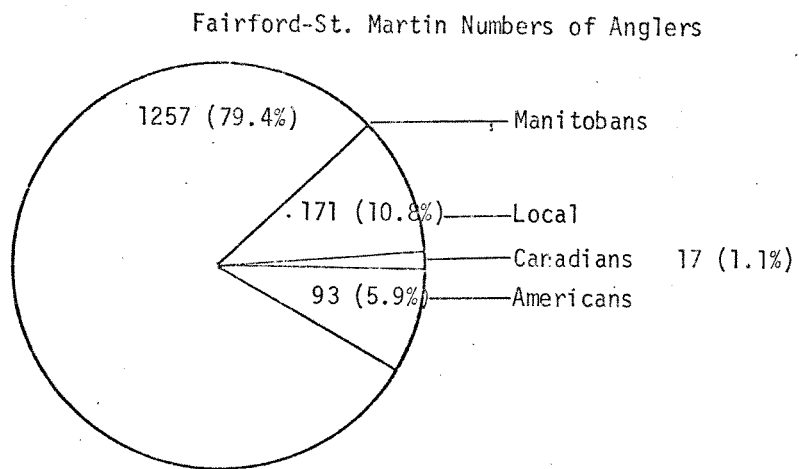 Fairford-St. Martin Numbers of Anglers
1257 (79.4%) Manitobans
171 (10.8%) Local
Canadians 17 (1.1%)
93 (5.9%) Americans